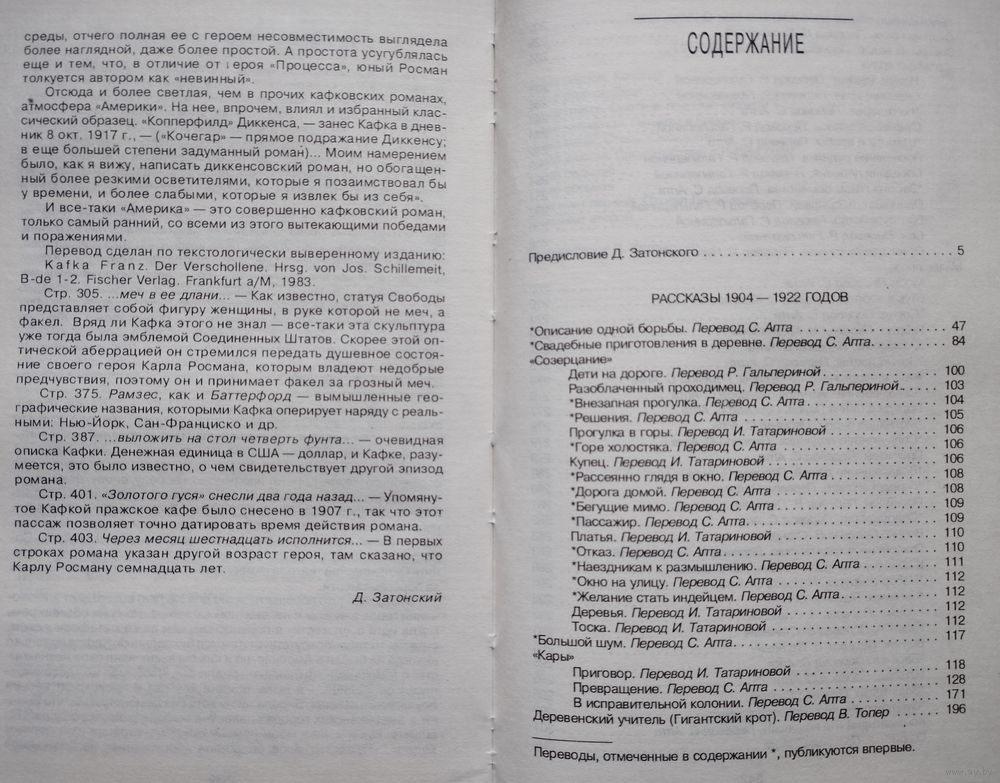 среды, отчего полная ее с героем несовместимость выглядела
более наглядной, даже более простой. А простота усугублялась
еще и тем, что, в отличие от героя «Процесса», юный Росман
толкуется автором как «невинный».
Отсюда и более светлая, чем в прочих кафковских романах,
атмосфера «Америки». На нее, впрочем, влиял и избранный клас-
сический образец. «Копперфилд» Диккенса, — занес Кафка в днев-
ник 8 окт. 1917 г., — («Кочегар» — прямое подражание Диккенсу;
в еще большей степени задуманный роман)... Моим намерением
было, как я вижу, написать диккенсовский роман, но обогащен-
ный более резкими осветителями, которые я позаимствовал бы
у времени, и более слабыми, которые я извлек бы из себя».
И все-таки «Америка» — это совершенно кафковский роман,
только самый ранний, со всеми из этого вытекающими победами
и поражениями.
Перевод сделан по текстологически выверенному изданию:
Kafka Franz. Der Verschollene. Hrsg. von Jos. Schillemeit,
B-de 1-2. Fischer Verlag. Frankfurt a/M, 1983.
Стр. 305. ...меч в ее длани... — Как известно, статуя Свободы
представляет собой фигуру женщины, в руке которой не меч, а
факел. Вряд ли Кафка этого не знал — все-таки эта скульптура
уже тогда была эмблемой Соединенных Штатов. Скорее этой оп-
тической аберрацией он стремился передать душевное состоя-
ние своего героя Карла Росмана, которым владеют недобрые
предчувствия, поэтому он и принимает факел за грозный меч.
Стр. 375. Рамзес, как и Баттерфорд — вымышленные гео-
графические названия, которыми Кафка оперирует наряду с реаль-
ными: Нью-Йорк, Сан-Франциско и др.
Стр. 387. ...выложить на стол четверть фунта... — очевидная
описка Кафки. Денежная единица в США — доллар, и Кафке, разу-
меется, это было известно, о чем свидетельствует другой эпизод
романа.
Стр. 401. «Золотого гуся» снесли два года назад... — Упомяну-
тое Кафкой пражское кафе было снесено в 1907 г., так что этот
пассаж позволяет точно датировать время действия романа.
Стр. 403. Через месяц шестнадцать исполнится... — В первых
строках романа указан другой возраст героя, там сказано, что
Карлу Росману семнадцать лет.
Д. Затонский
СОДЕРЖАНИЕ
Предисловие Д. Затонского . . . . . . . . . . 5
РАССКАЗЫ 1904 — 1922 ГОДОВ
*Описание одной борьбы. Перевод С. Апта . . . . . . . . . . 47
*Свадебные приготовления в деревне. Перевод С. Апта. . . . . . . . . . 84
«Созерцание»
Дети на дороге. Перевод Р. Гальпериной . . . . . . . . . . 100
Разоблаченный проходимец. Перевод Р. Гальпериной . . . . . 103
*Внезапная прогулка. Перевод С. Апта. . . . . . . . . . 104
*Решения. Перевод С. Апта . . . . . . . . . . 105
Прогулка в горы. Перевод И. Татариновой . . . . . . . . . . 106
*Горе холостяка. Перевод С. Апта . . . . . . . . . . 106
Купец. Перевод И. Татариновой . . . . . . . . . . 106
*Рассеянно глядя в окно. Перевод С. Апта . . . . . . . . . . 108
*Дорога домой. Перевод С. Апта . . . . . . . . . . 108
*Бегущие мимо. Перевод С. Апта . . . . . . . . . . 109
*Пассажир. Перевод С. Апта. . . . . . . . . . 109
Платья. Перевод И. Татариновой . . . . . . . . . . 110
*Отказ. Перевод С. Апта. . . . . . . . . . 110
*Наездникам к размышлению. Перевод С. Апта . . . . . . . . . . 111
*Окно на улицу. Перевод С. Апта . . . . . . . . . . 112
*Желание стать индейцем. Перевод С. Апта. . . . . . . . . . 112
Деревья. Перевод И. Татариновой . . . . . . . . . . 112
Тоска. Перевод И. Татариновой . . . . . . . . . . 112
*Большой шум. Перевод С. Апта. . . . . . . . . . 117
«Кары»
Приговор. Перевод И. Татариновой . . . . . . . . . . 118
Превращение. Перевод С. Апта . . . . . . . . . . 128
В исправительной колонии. Перевод С. Апта . . . . . . . . . . 171
Деревенский учитель (Гигантский крот). Перевод В. Топер . . . . . . 196
Переводы, отмеченные в содержании *, публикуются впервые.